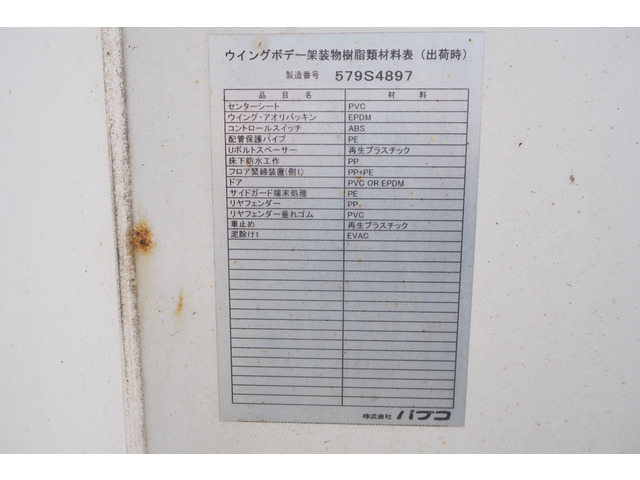 ウイングボデー架装物樹脂類材料表（出荷時）
製造番号 579S4897
品目名 材料
センターシート PVC
ウイング・アオリパッキン EPDM
コントロールスイッチ ABS
配管保護パイプ PE
Uボルトスペーサー 再生プラスチック
床下防水工作 PP
フロア緊締装置(側1) PP+PE
ドア PVC OR EPDM
サイドガード端末処理 PE
リヤフェンダー PP
リヤフェンダー垂れゴム PVC
車止め 再生プラスチック
泥除け1 EVAC
株式会社 パブコ